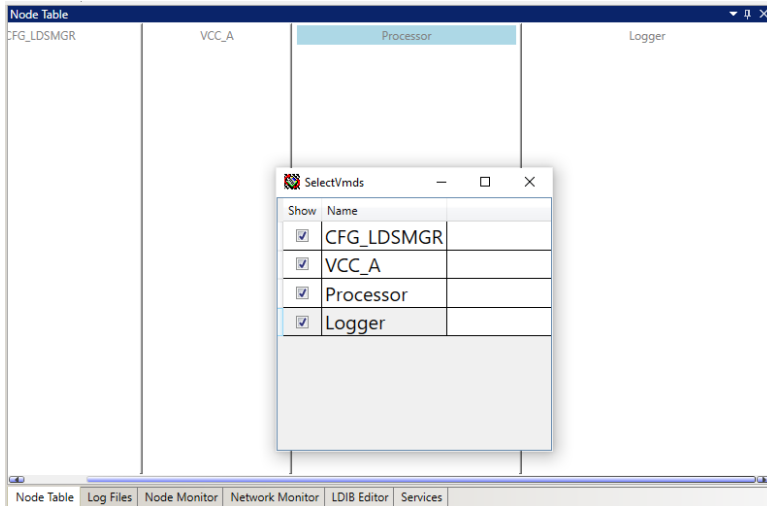 Node Table
CFG_LDSMGR VCC_A Processor Logger
SelectVmds
Show Name
CFG_LDSMGR
VCC_A
Processor
Logger
Node Table Log Files Node Monitor Network Monitor LDIB Editor Services